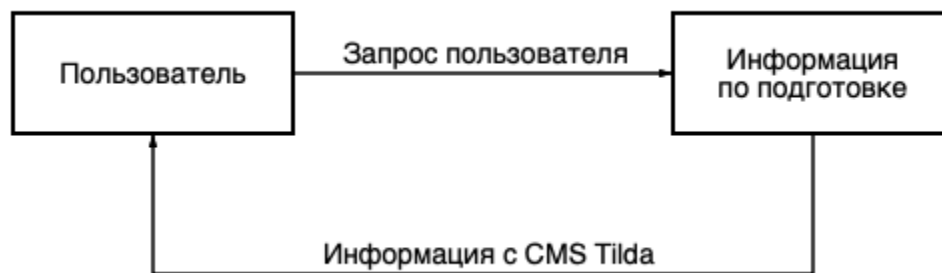 Пользователь
Запрос пользователя
Информация
по подготовке
Информация с CMS Tilda